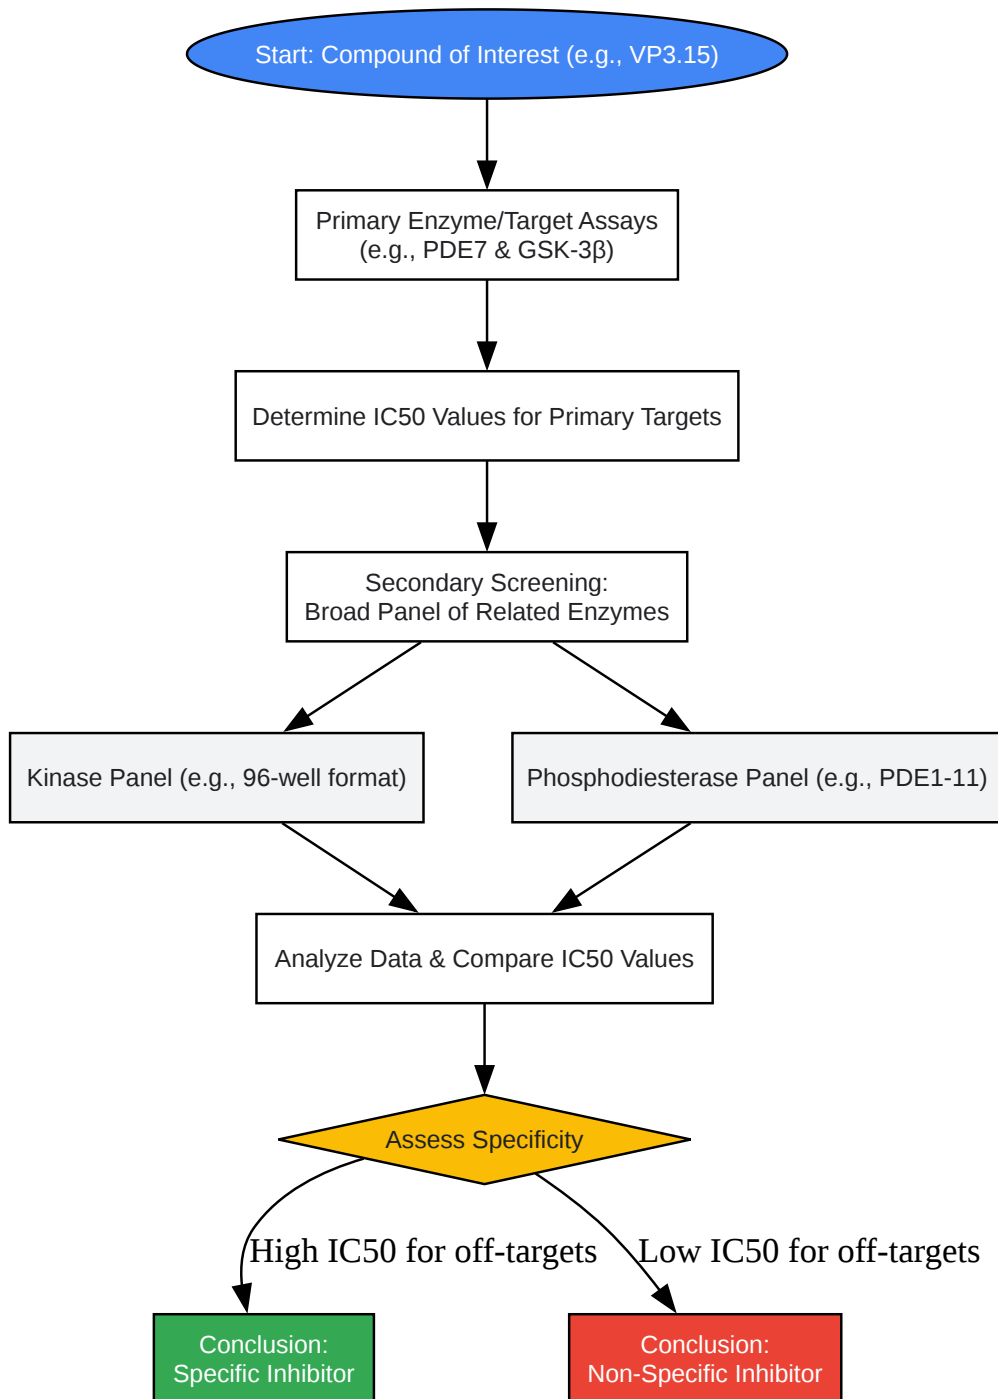 Start: Compound of Interest (e.g., VP3.15)
Primary Enzyme/Target Assays
(e.g., PDE7 & GSK-3β)
Determine IC50 Values for Primary Targets
Secondary Screening:
Broad Panel of Related Enzymes
Kinase Panel (e.g., 96-well format)
Phosphodiesterase Panel (e.g., PDE1-11)
Analyze Data & Compare IC50 Values
Assess Specificity
High IC50 for off-targets
Low IC50 for off-targets
Conclusion:
Specific Inhibitor
Conclusion:
Non-Specific Inhibitor